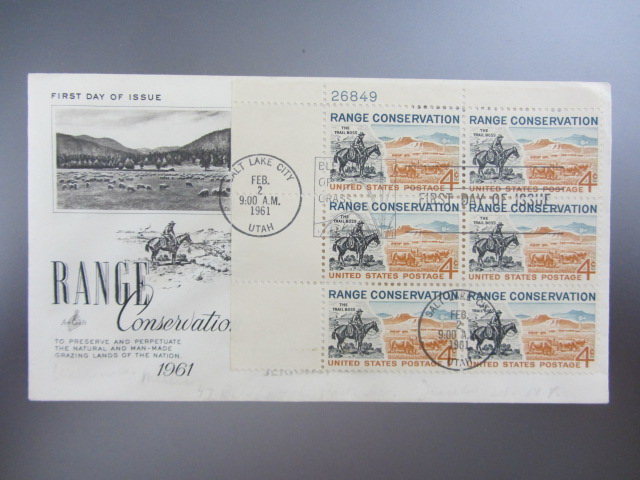 FIRST DAY OF ISSUE
26849
RANGE CONSERVATION
THE TRAIL BOSS
UNITED STATES POSTAGE 4¢
RANGE CONSERVATION
THE TRAIL BOSS
UNITED STATES POSTAGE 4¢
SALT LAKE CITY
FEB.
2
9:00 A.M.
1961
UTAH
FIRST DAY OF ISSUE
RANGE CONSERVATION
THE TRAIL BOSS
UNITED STATES POSTAGE 4¢
RANGE CONSERVATION
THE TRAIL BOSS
UNITED STATES POSTAGE 4¢
RANGE CONSERVATION
THE TRAIL BOSS
UNITED STATES POSTAGE 4¢
RANGE CONSERVATION
UNITED STATES POSTAGE 4¢
FEB.
2
9:00 A
1961
UTAH
RANGE
Conservation
ArtCraft
TO PRESERVE AND PERPETUATE
THE NATURAL AND MAN-MADE
GRAZING LANDS OF THE NATION.
1961